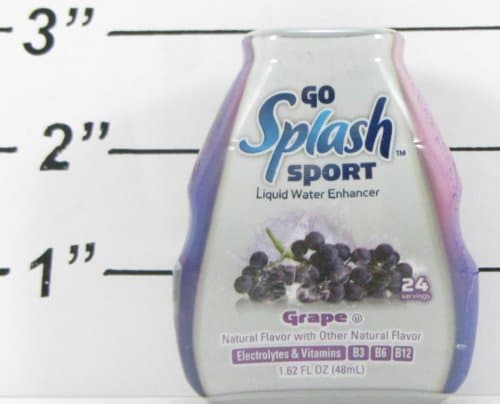 3”
2”
1”
GO
Splash™
SPORT
Liquid Water Enhancer
24
servings
Grape Ⓤ
Natural Flavor with Other Natural Flavor
Electrolytes & Vitamins B3 B6 B12
1.62 FL OZ (48mL)